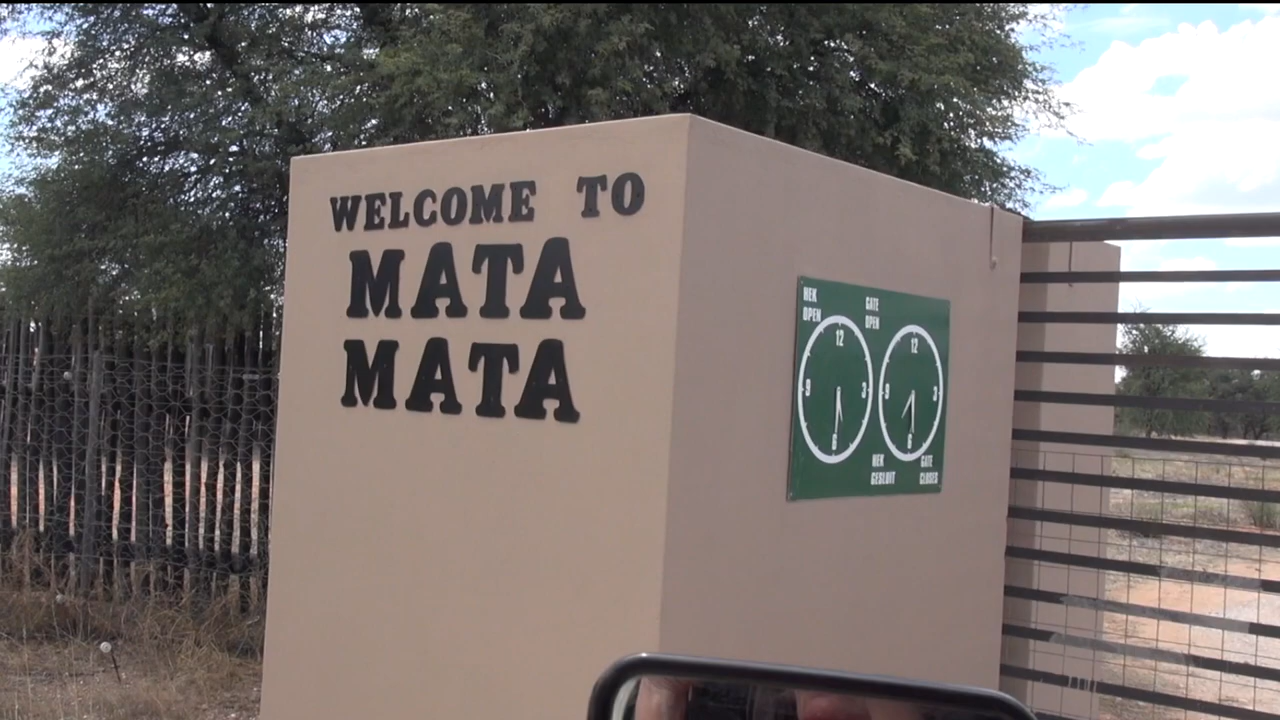 WELCOME TO
MATA
MATA
HEK
OPEN
GATE
OPEN
12
9
3
6
12
9
3
6
HEK
GESLUIT
GATE
CLOSES